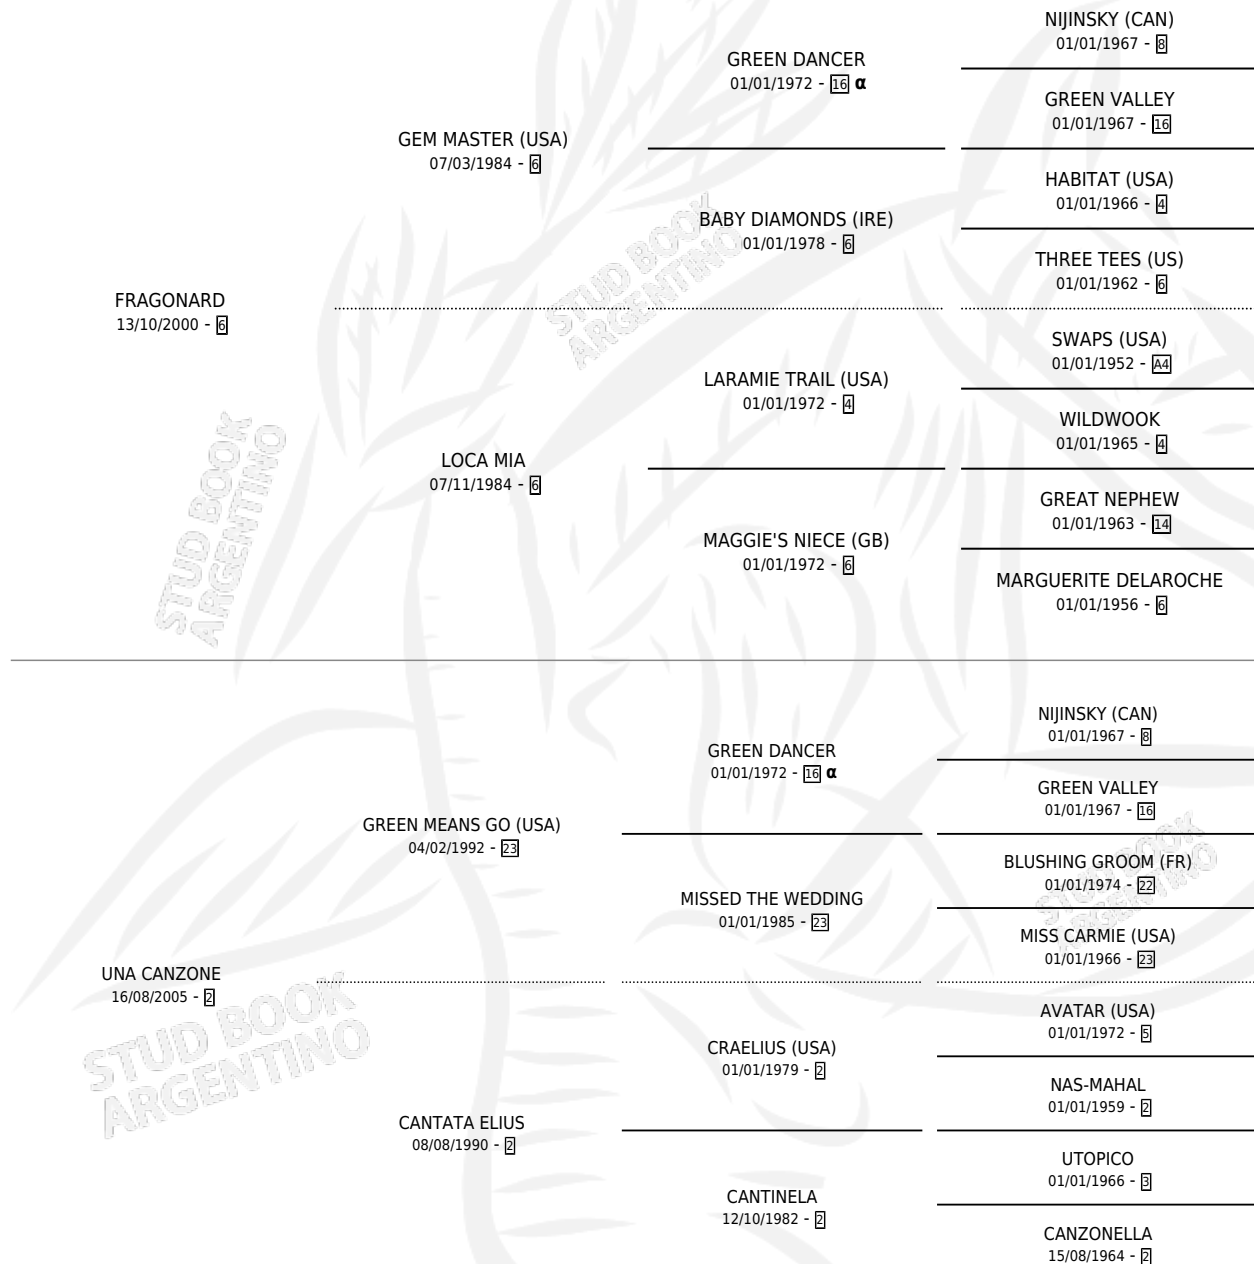 NIJINSKY (CAN)
01/01/1967 - 8
GREEN DANCER
01/01/1972 - 16 α
GREEN VALLEY
01/01/1967 - 16
GEM MASTER (USA)
07/03/1984 - 6
HABITAT (USA)
01/01/1966 - 4
BABY DIAMONDS (IRE)
01/01/1978 - 6
THREE TEES (US)
01/01/1962 - 6
FRAGONARD
13/10/2000 - 6
STUD BOOK
ARGENTINO
SWAPS (USA)
01/01/1952 - A4
LARAMIE TRAIL (USA)
01/01/1972 - 4
WILDWOOK
01/01/1965 - 4
LOCA MIA
07/11/1984 - 6
GREAT NEPHEW
01/01/1963 - 14
MAGGIE'S NIECE (GB)
01/01/1972 - 6
MARGUERITE DELAROCHE
01/01/1956 - 6
STUD BOOK
ARGENTINO
NIJINSKY (CAN)
01/01/1967 - 8
GREEN DANCER
01/01/1972 - 16 α
GREEN VALLEY
01/01/1967 - 16
GREEN MEANS GO (USA)
04/02/1992 - 23
BLUSHING GROOM (FR)
01/01/1974 - 22
STUD BOOK
ARGENTINO
MISSED THE WEDDING
01/01/1985 - 23
MISS CARMIE (USA)
01/01/1966 - 23
UNA CANZONE
16/08/2005 - 2
STUD BOOK
ARGENTINO
AVATAR (USA)
01/01/1972 - 5
CRAELIUS (USA)
01/01/1979 - 2
NAS-MAHAL
01/01/1959 - 2
CANTATA ELIUS
08/08/1990 - 2
UTOPICO
01/01/1966 - 3
CANTINELA
12/10/1982 - 2
CANZONELLA
15/08/1964 - 2